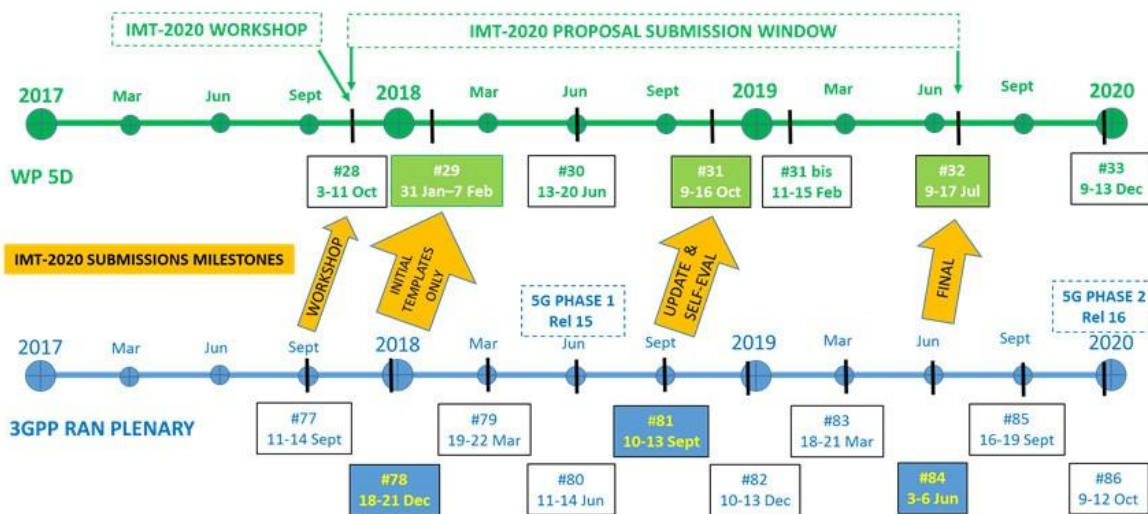 IMT-2020 WORKSHOP
IMT-2020 PROPOSAL SUBMISSION WINDOW
2017
Mar
Jun
Sept
2018
Mar
Jun
Sept
2019
Mar
Jun
Sept
2020
WP 5D
#28
3-11 Oct
#29
31 Jan–7 Feb
#30
13-20 Jun
#31
9-16 Oct
#31 bis
11-15 Feb
#32
9-17 Jul
#33
9-13 Dec
IMT-2020 SUBMISSIONS MILESTONES
WORKSHOP
INITIAL
TEMPLATES
ONLY
UPDATE &
SELF-EVAL
FINAL
5G PHASE 1
Rel 15
5G PHASE 2
Rel 16
2017
Mar
Jun
Sept
2018
Mar
Jun
Sept
2019
Mar
Jun
Sept
2020
3GPP RAN PLENARY
#77
11-14 Sept
#79
19-22 Mar
#81
10-13 Sept
#83
18-21 Mar
#85
16-19 Sept
#78
18-21 Dec
#80
11-14 Jun
#82
10-13 Dec
#84
3-6 Jun
#86
9-12 Oct